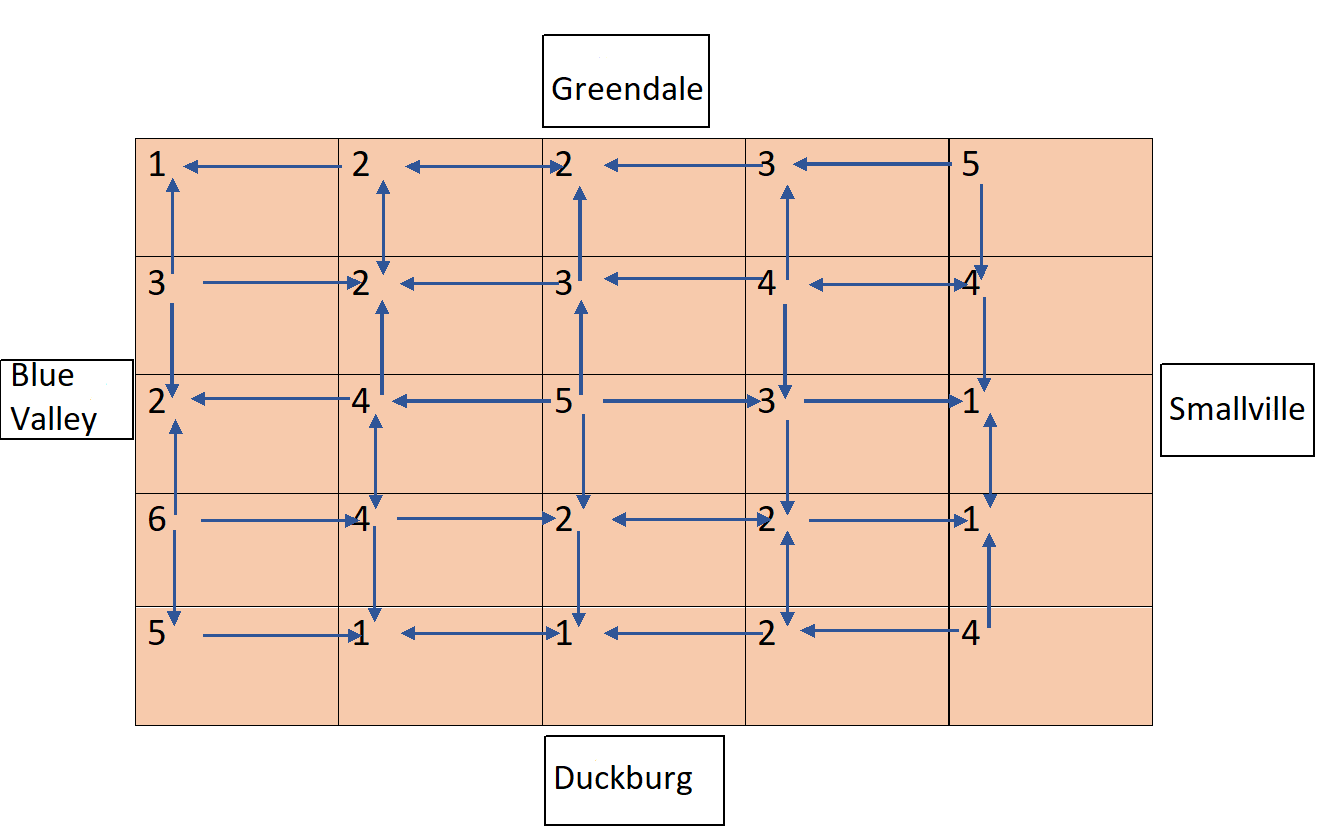 Greendale
1 2 2 3 5
3 2 3 4 4
Blue
Valley
2 4 5 3 1
Smallville
6 4 2 2 1
5 1 1 2 4
Duckburg